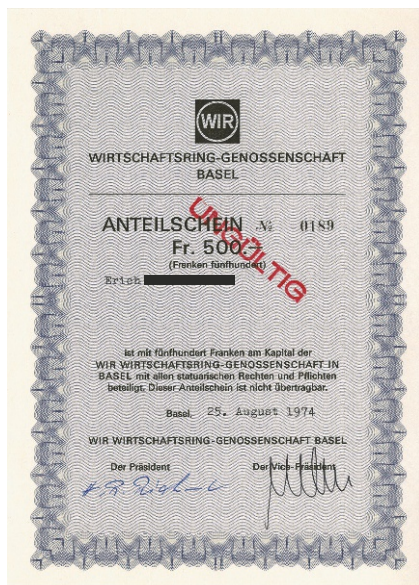 WIR
WIRTSCHAFTSRING-GENOSSENSCHAFT
BASEL
ANTEILSCHEIN № 0189
UNGÜLTIG
Fr. 500.–
(Franken fünfhundert)
Erich
ist mit fünfhundert Franken am Kapital der
WIR WIRTSCHAFTSRING-GENOSSENSCHAFT IN
BASEL mit allen statuarischen Rechten und Pflichten
beteiligt. Dieser Anteilschein ist nicht übertragbar.
Basel, 25. August 1974
WIR WIRTSCHAFTSRING-GENOSSENSCHAFT BASEL
Der Präsident Der Vice-Präsident